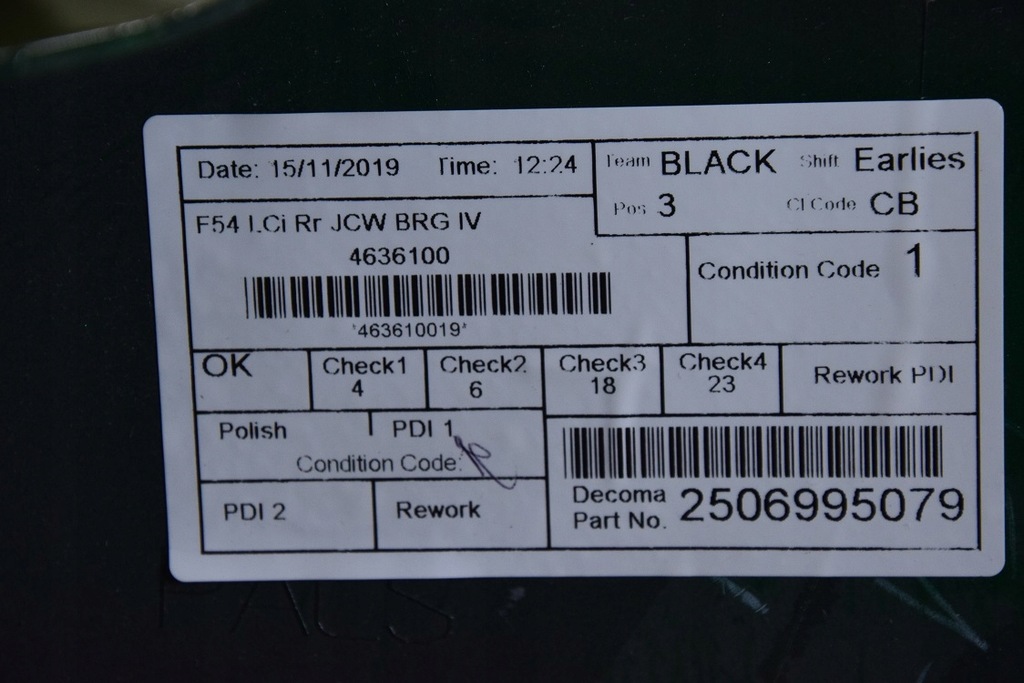 Date: 15/11/2019 Time: 12:24
Team BLACK Shift Earlies
Pos 3 CI Code CB
F54 LCi Rr JCW BRG IV
4636100
Condition Code 1
*463610019*
OK Check1 Check2 Check3 Check4 Rework PDI
4 6 18 23
Polish PDI 1
Condition Code:
PDI 2 Rework
Decoma
Part No. 2506995079
PALS